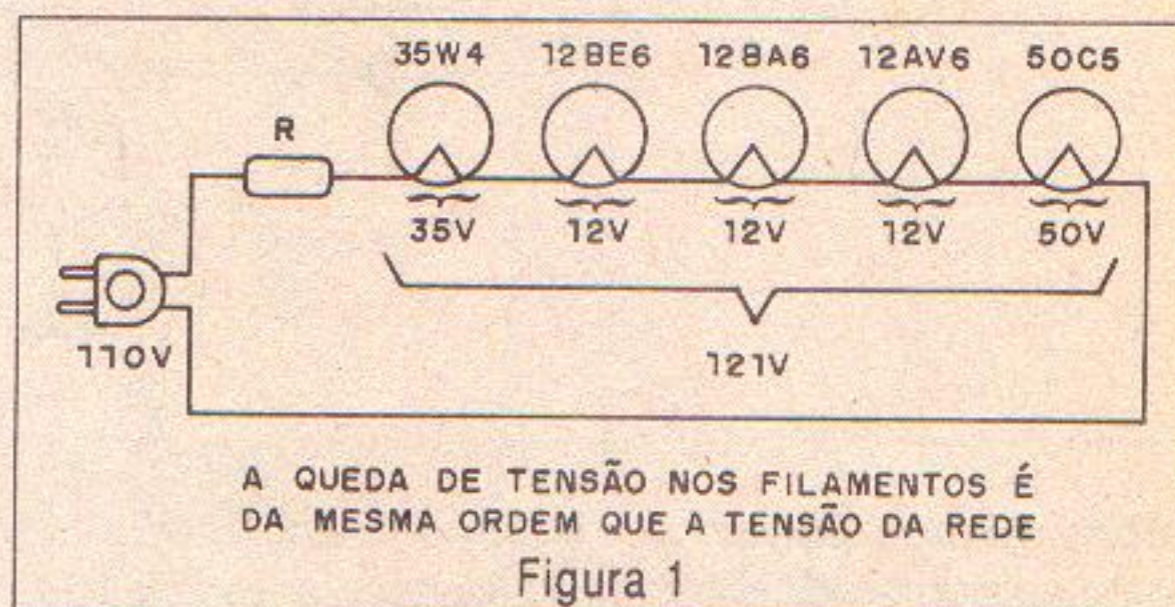 35W4 12BE6 12BA6 12AV6 50C5
R
35V 12V 12V 12V 50V
110V
121V
A QUEDA DE TENSÃO NOS FILAMENTOS É
DA MESMA ORDEM QUE A TENSÃO DA REDE
Figura 1